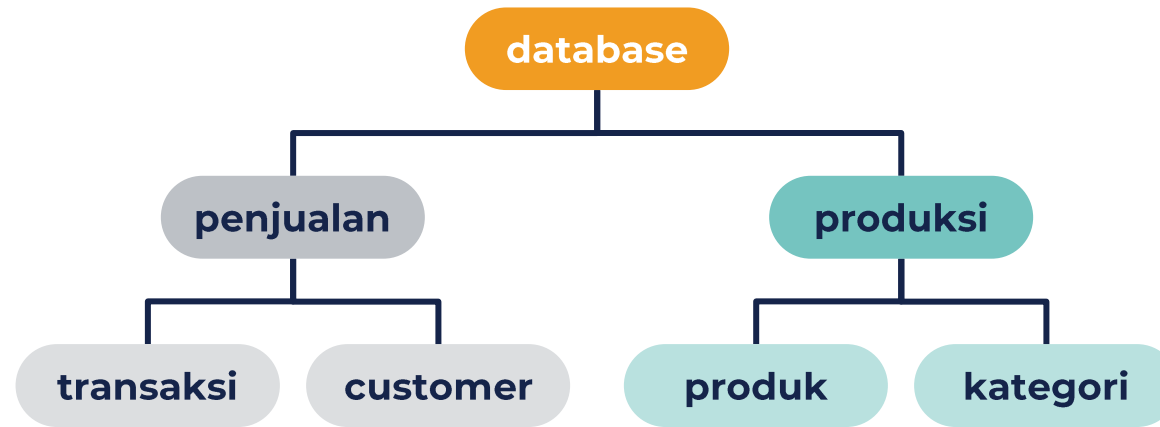 database
penjualan
produksi
transaksi
customer
produk
kategori